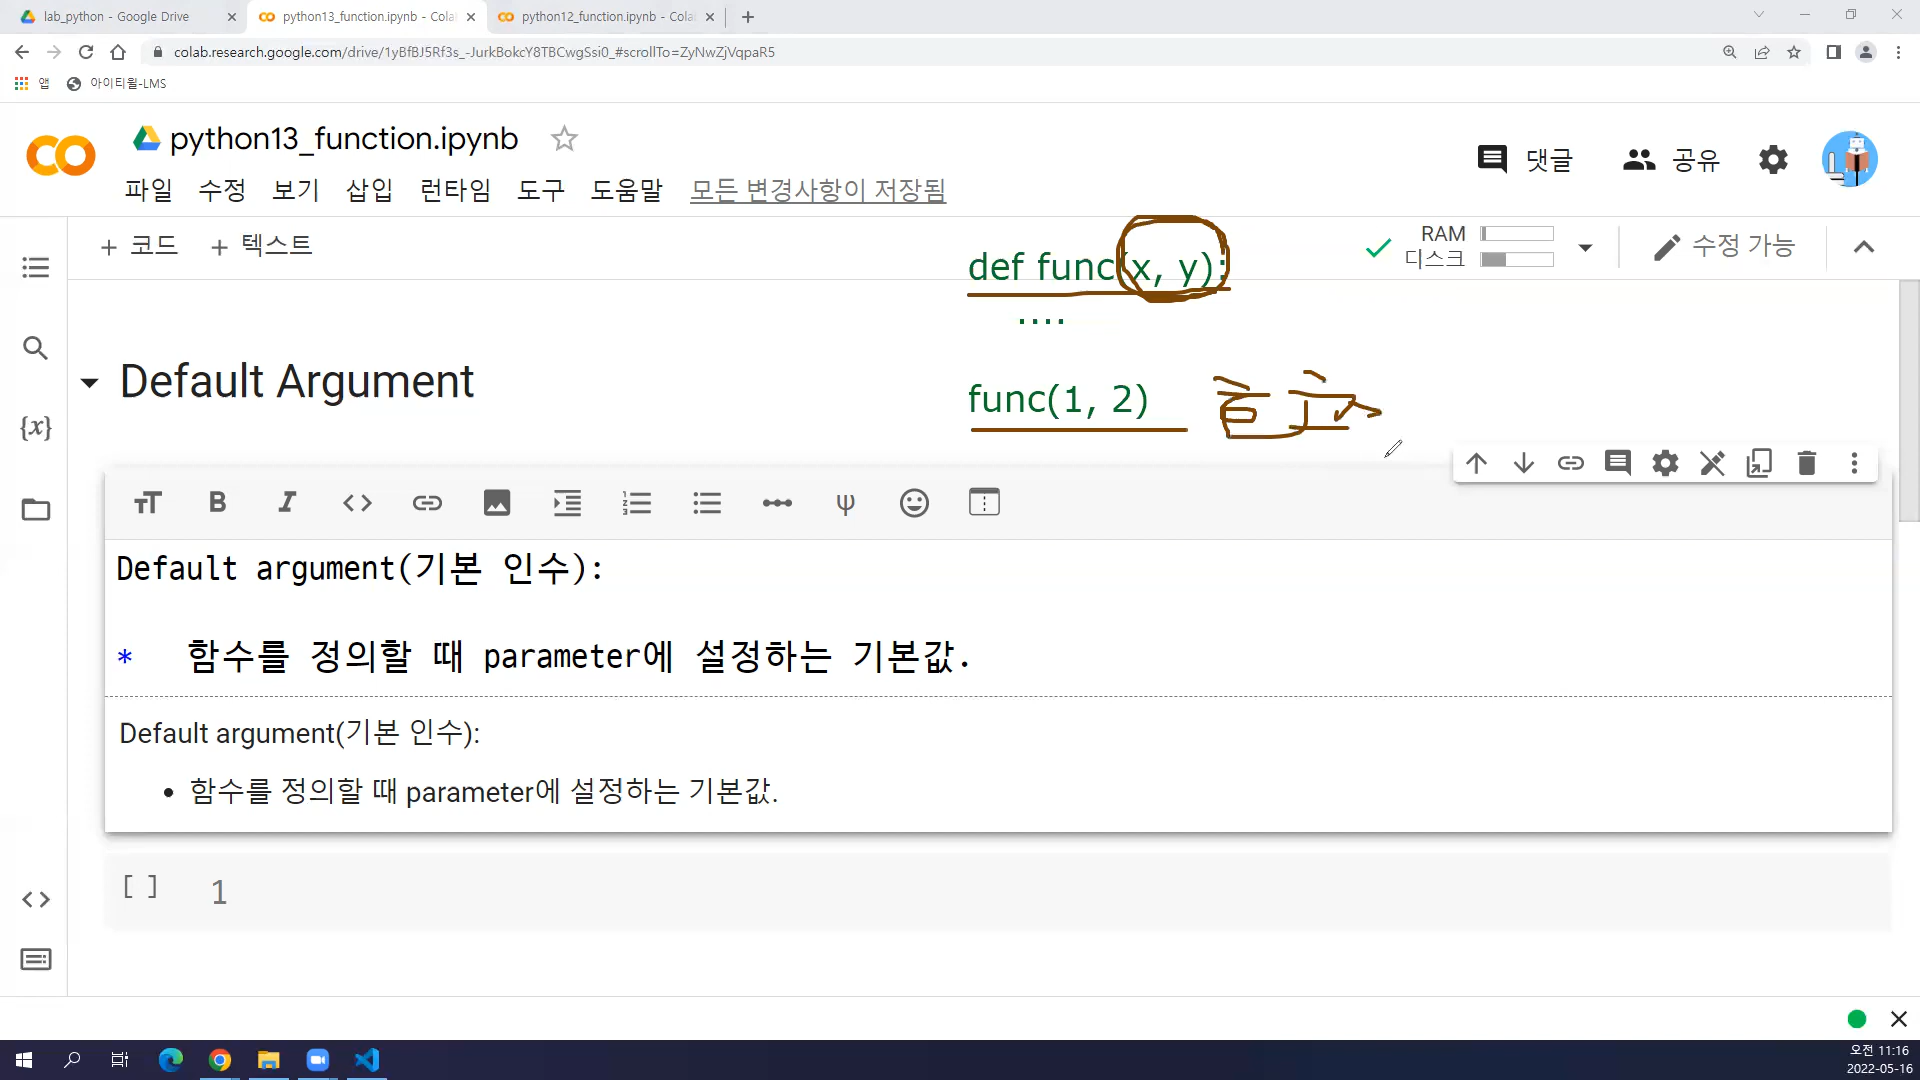 lab_python - Google Drive
python13_function.ipynb - Cola
python12_function.ipynb - Cola
colab.research.google.com/drive/1yBfBJ5Rf3s_-JurkBokcY8TBCwgSsi0_#scrollTo=ZyNwZjVqpaR5
앱 아이티윌-LMS
python13_function.ipynb
댓글 공유
파일 수정 보기 삽입 런타임 도구 도움말 모든 변경사항이 저장됨
+ 코드 + 텍스트
RAM
디스크
수정 가능
def func(x, y):
....
Default Argument
func(1, 2)
{x}
Default argument(기본 인수):
* 함수를 정의할 때 parameter에 설정하는 기본값.
Default argument(기본 인수):
• 함수를 정의할 때 parameter에 설정하는 기본값.
[ ] 1
오전 11:16
2022-05-16